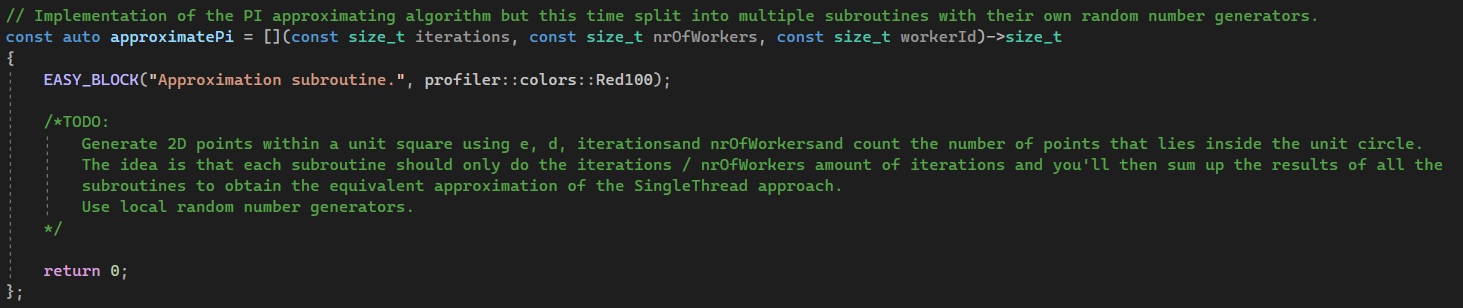 // Implementation of the PI approximating algorithm but this time split into multiple subroutines with their own random number generators.
const auto approximatePi = [](const size_t iterations, const size_t nrOfWorkers, const size_t workerId)->size_t
{
    EASY_BLOCK("Approximation subroutine.", profiler::colors::Red100);

    /*TODO:
        Generate 2D points within a unit square using e, d, iterationsand nrOfWorkersand count the number of points that lies inside the unit circle.
        The idea is that each subroutine should only do the iterations / nrOfWorkers amount of iterations and you'll then sum up the results of all the
        subroutines to obtain the equivalent approximation of the SingleThread approach.
        Use local random number generators.
    */

    return 0;
};